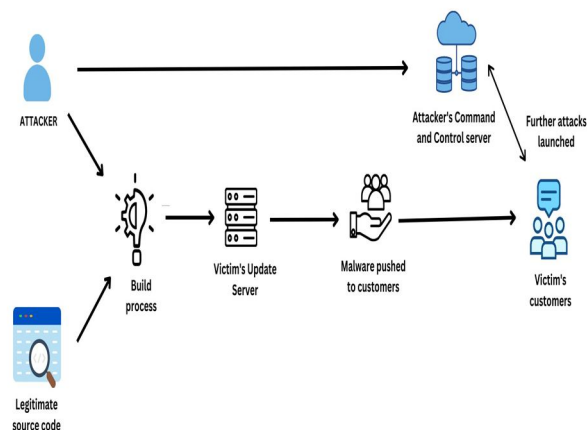 ATTACKER
Attacker's Command
and Control server
Further attacks
launched
Build
process
Victim's Update
Server
Malware pushed
to customers
Victim's
customers
Legitimate
source code